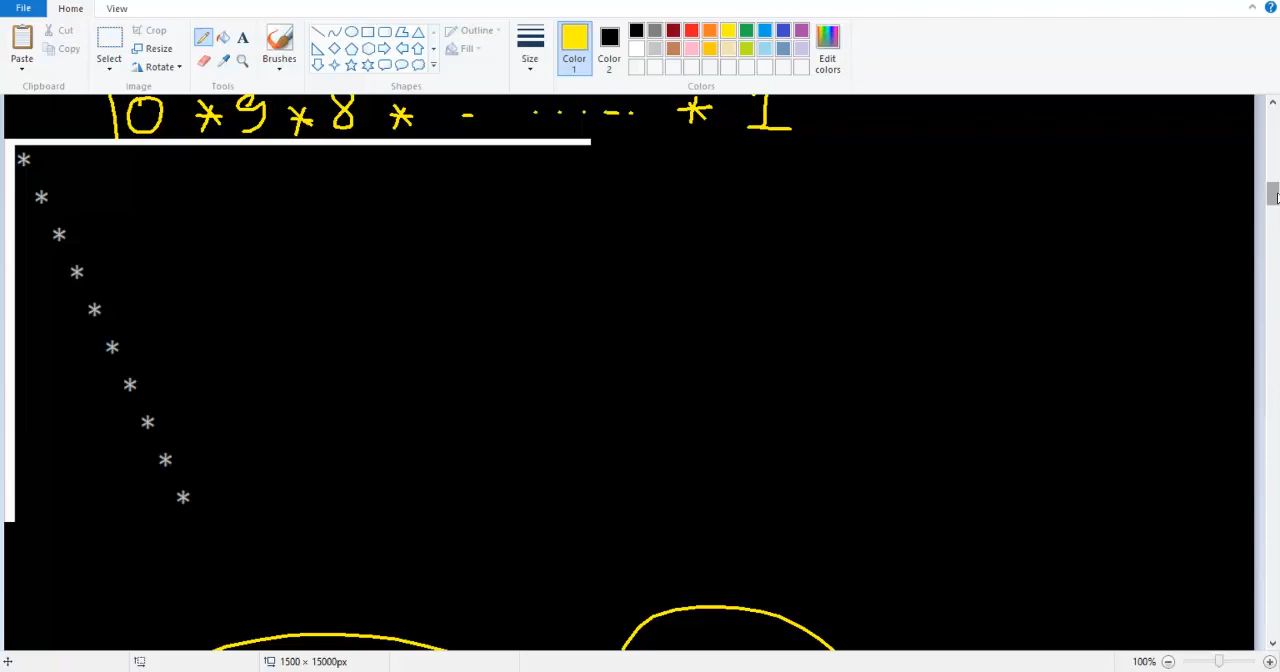 File Home View
Paste Cut Copy Select Crop Resize Rotate A Brushes Outline Fill Size Color 1 Color 2 Edit colors
Clipboard Image Tools Shapes Colors
10 * 9 * 8 * - ...... * 1
*
*
*
*
*
*
*
*
*
*
1500 × 15000px 100%